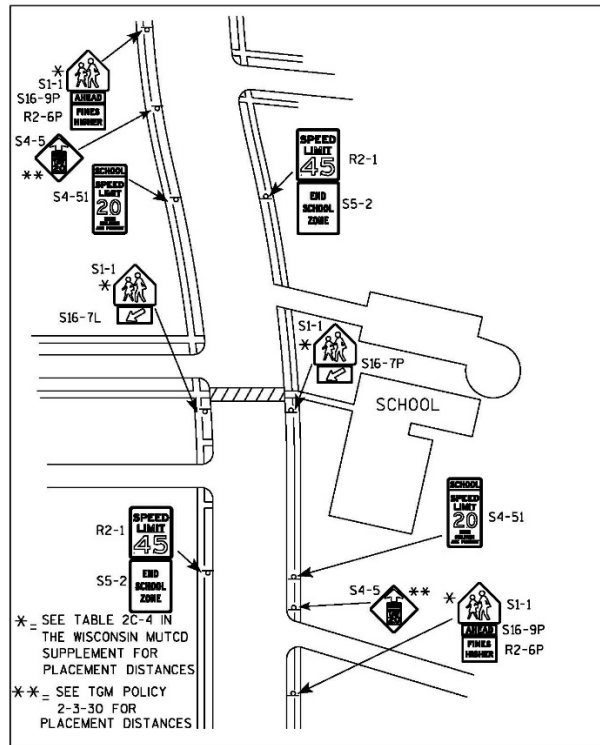 *
S1-1
S16-9P
R2-6P
AHEAD
FINES
HIGHER
S4-5
**
S4-51
SCHOOL
SPEED
LIMIT
20
SPEED
LIMIT
45
END
SCHOOL
ZONE
R2-1
S5-2
S1-1
*
S16-7L
S1-1
*
S16-7P
SCHOOL
SCHOOL
SPEED
LIMIT
20
S4-51
R2-1
S5-2
SPEED
LIMIT
45
END
SCHOOL
ZONE
S4-5
**
*
S1-1
S16-9P
R2-6P
AHEAD
FINES
HIGHER
* = SEE TABLE 2C-4 IN
THE WISCONSIN MUTCD
SUPPLEMENT FOR
PLACEMENT DISTANCES
** = SEE TGM POLICY
2-3-30 FOR
PLACEMENT DISTANCES